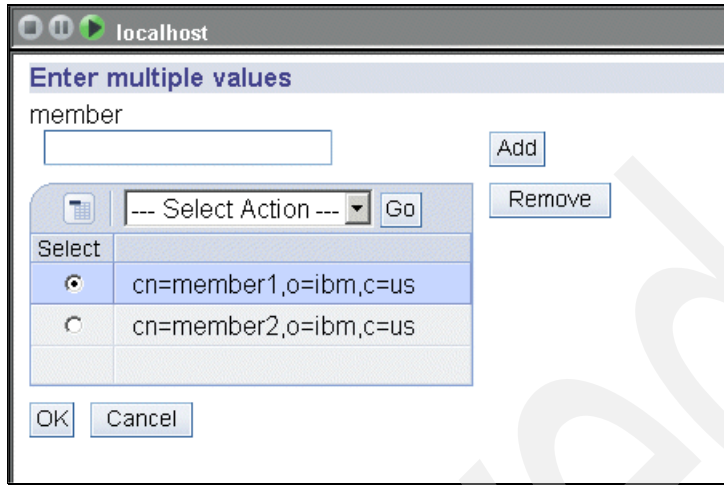 localhost
Enter multiple values
member
Add
--- Select Action --- Go
Remove
Select
cn=member1,o=ibm,c=us
cn=member2,o=ibm,c=us
OK Cancel